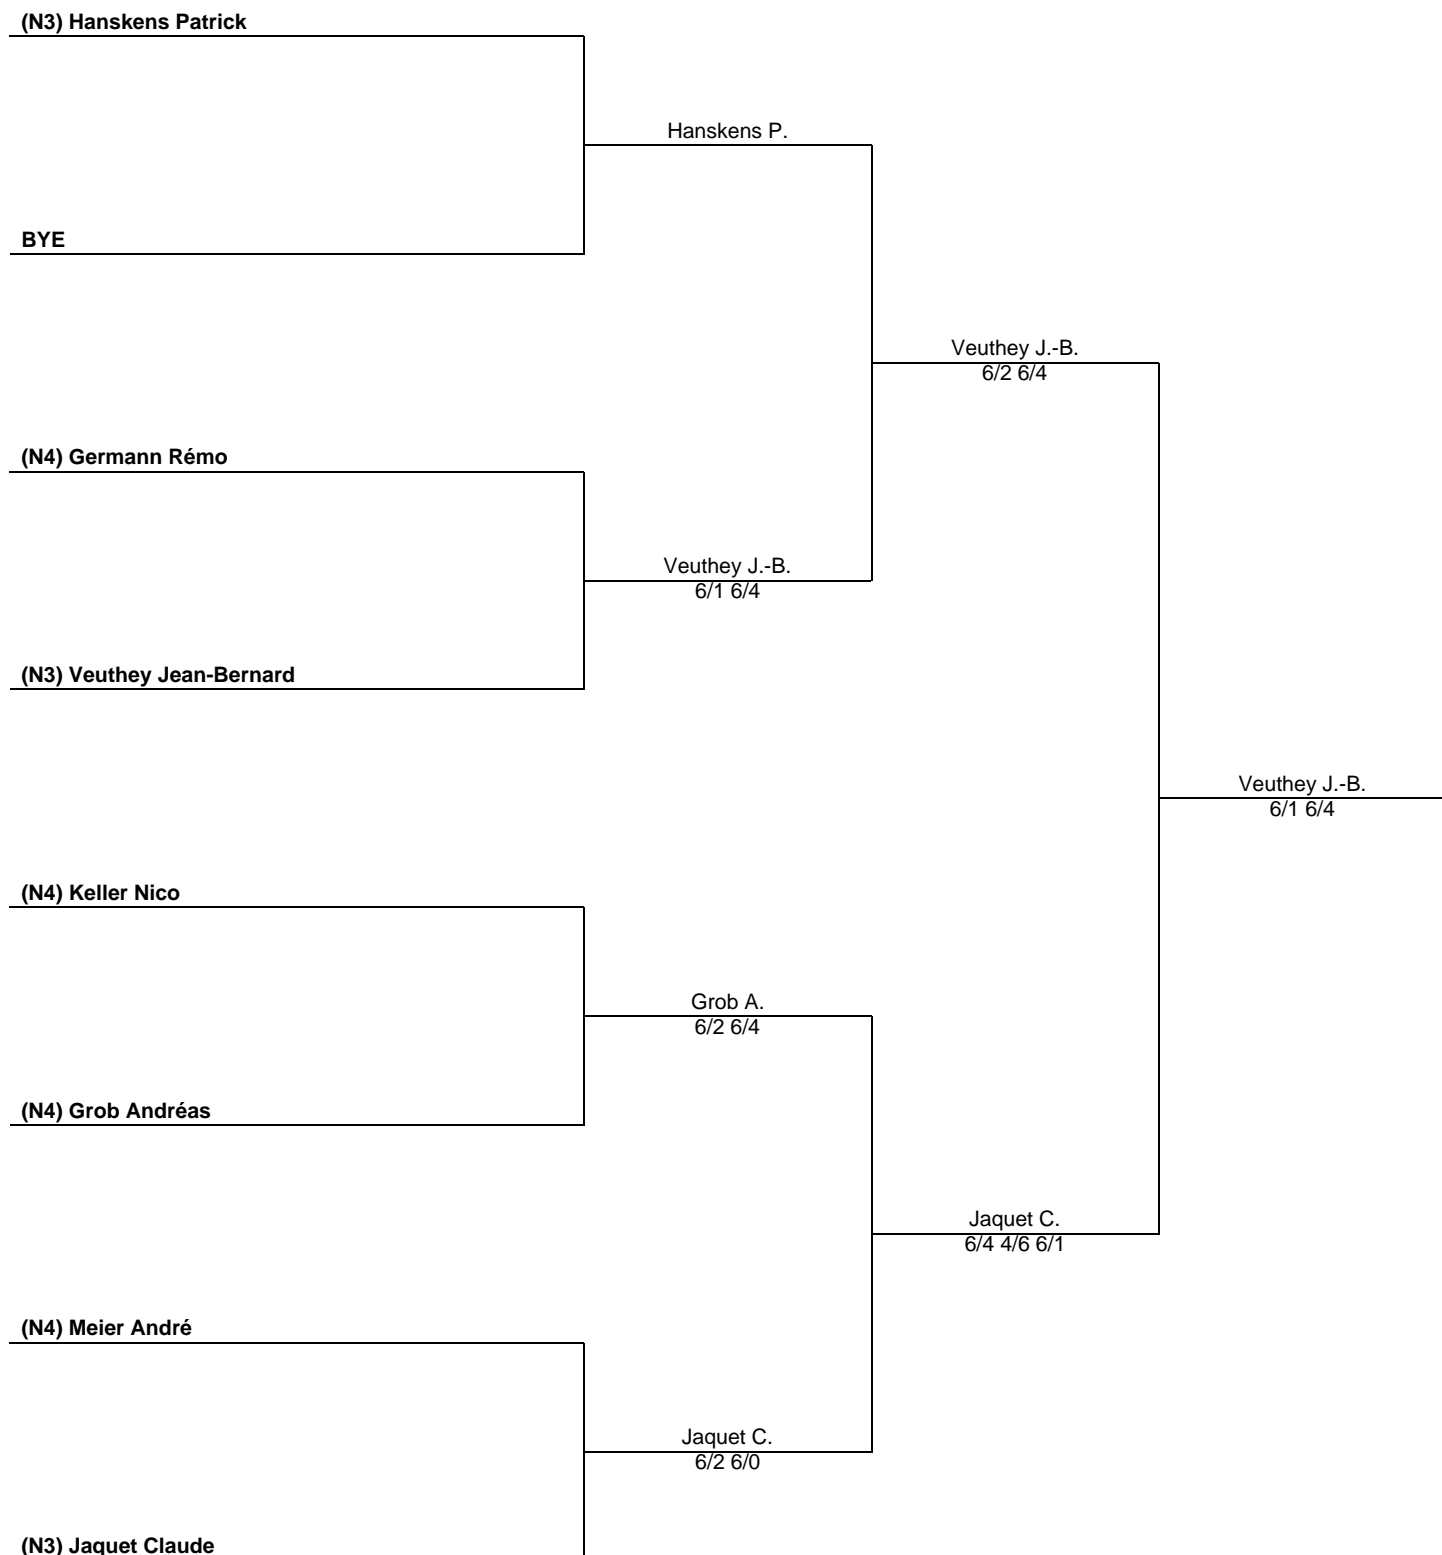 (N3) Hanskens Patrick
Hanskens P.
BYE
Veuthey J.-B.
6/2 6/4
(N4) Germann Rémo
Veuthey J.-B.
6/1 6/4
(N3) Veuthey Jean-Bernard
Veuthey J.-B.
6/1 6/4
(N4) Keller Nico
Grob A.
6/2 6/4
(N4) Grob Andréas
Jaquet C.
6/4 4/6 6/1
(N4) Meier André
Jaquet C.
6/2 6/0
(N3) Jaquet Claude